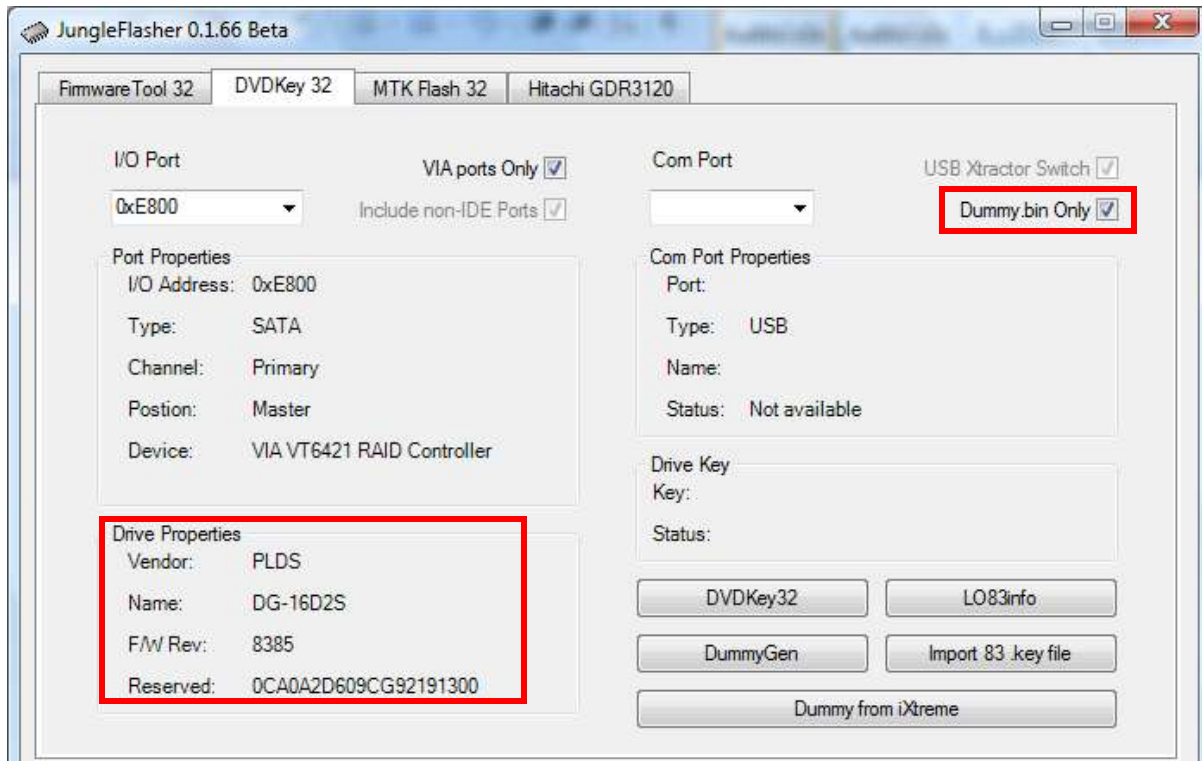 JungleFlasher 0.1.66 Beta
FirmwareTool 32
DVDKey 32
MTK Flash 32
Hitachi GDR3120
I/O Port
VIA ports Only
0xE800
Include non-IDE Ports
Com Port
USB Xtractor Switch
Dummy.bin Only
Port Properties
I/O Address: 0xE800
Type: SATA
Channel: Primary
Postion: Master
Device: VIA VT6421 RAID Controller
Com Port Properties
Port:
Type: USB
Name:
Status: Not available
Drive Key
Key:
Status:
Drive Properties
Vendor: PLDS
Name: DG-16D2S
F/W Rev: 8385
Reserved: 0CA0A2D609CG92191300
DVDKey32
LO83info
DummyGen
Import 83 .key file
Dummy from iXtreme